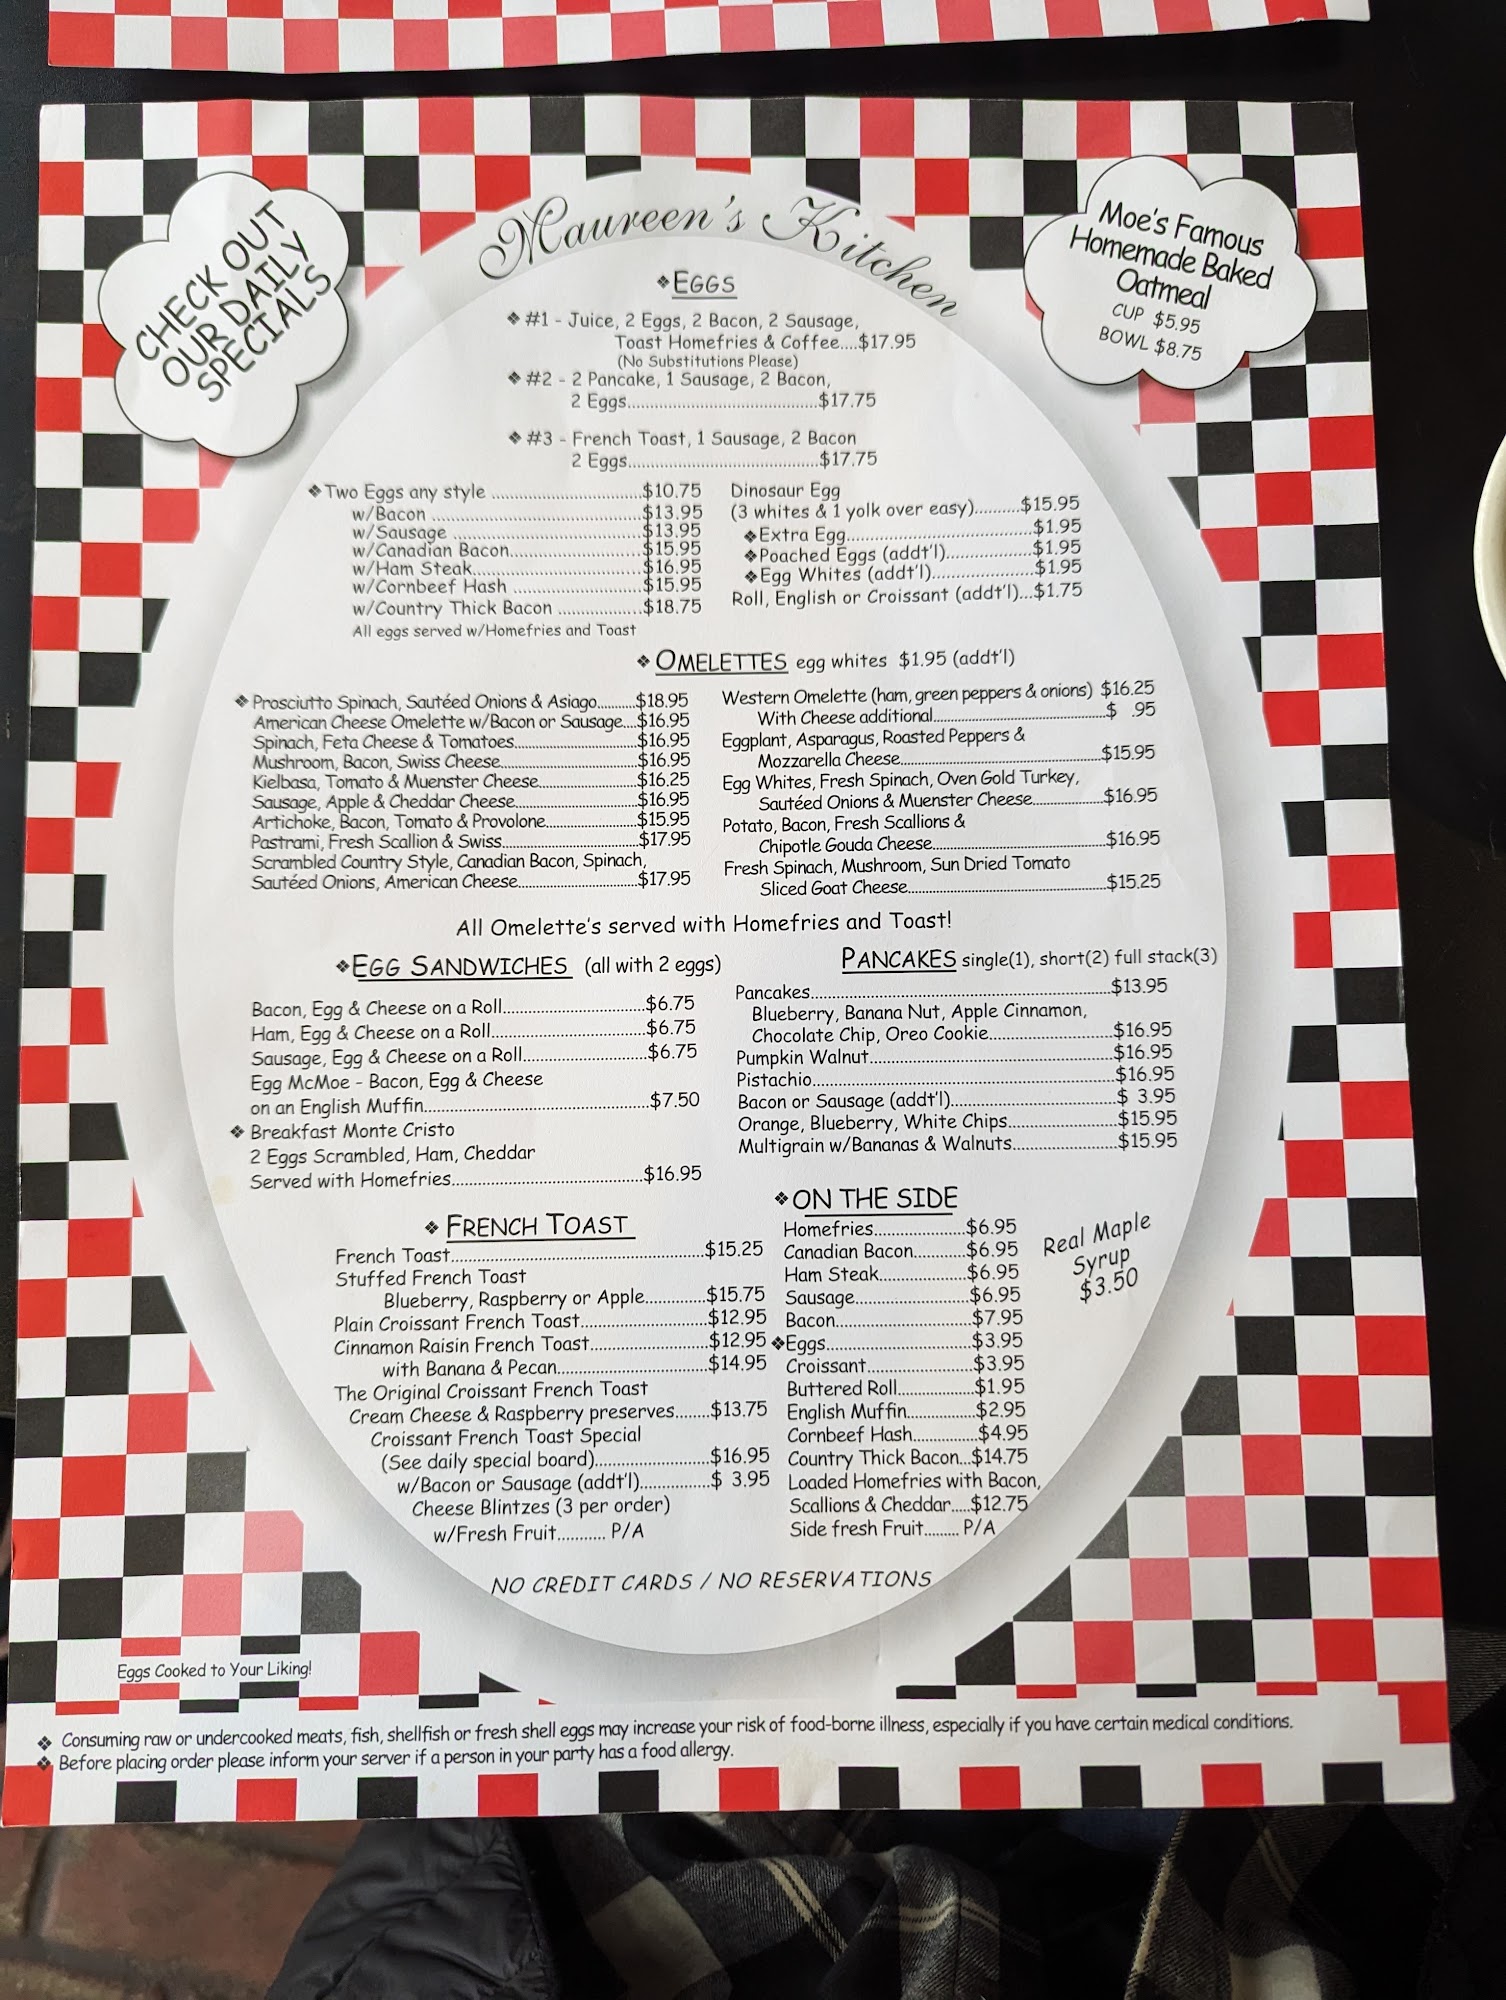 Maureen's Kitchen
CHECK OUT
OUR DAILY
SPECIALS
Moe's Famous
Homemade Baked
Oatmeal
CUP $5.95
BOWL $8.75
❖EGGS
❖ #1 - Juice, 2 Eggs, 2 Bacon, 2 Sausage,
Toast Homefries & Coffee....$17.95
(No Substitutions Please)
❖ #2 - 2 Pancake, 1 Sausage, 2 Bacon,
2 Eggs.......................................$17.75
❖ #3 - French Toast, 1 Sausage, 2 Bacon
2 Eggs.......................................$17.75
❖Two Eggs any style ...............................$10.75
w/Bacon ...........................................$13.95
w/Sausage .......................................$13.95
w/Canadian Bacon...........................$15.95
w/Ham Steak...................................$16.95
w/Cornbeef Hash ...........................$15.95
w/Country Thick Bacon .................$18.75
All eggs served w/Homefries and Toast
Dinosaur Egg
(3 whites & 1 yolk over easy)..........$15.95
❖Extra Egg.......................................$1.95
❖Poached Eggs (addt'l)..................$1.95
❖Egg Whites (addt'l).....................$1.95
Roll, English or Croissant (addt'l)...$1.75
❖ OMELETTES egg whites $1.95 (addt'l)
❖ Prosciutto Spinach, Sautéed Onions & Asiago..........$18.95
American Cheese Omelette w/Bacon or Sausage....$16.95
Spinach, Feta Cheese & Tomatoes................................$16.95
Mushroom, Bacon, Swiss Cheese....................................$16.95
Kielbasa, Tomato & Muenster Cheese..........................$16.25
Sausage, Apple & Cheddar Cheese................................$16.95
Artichoke, Bacon, Tomato & Provolone........................$15.95
Pastrami, Fresh Scallion & Swiss....................................$17.95
Scrambled Country Style, Canadian Bacon, Spinach,
Sautéed Onions, American Cheese...............................$17.95
Western Omelette (ham, green peppers & onions) $16.25
With Cheese additional..............................................$ .95
Eggplant, Asparagus, Roasted Peppers &
Mozzarella Cheese.....................................................$15.95
Egg Whites, Fresh Spinach, Oven Gold Turkey,
Sautéed Onions & Muenster Cheese...................$16.95
Potato, Bacon, Fresh Scallions &
Chipotle Gouda Cheese..............................................$16.95
Fresh Spinach, Mushroom, Sun Dried Tomato
Sliced Goat Cheese.....................................................$15.25
All Omelette's served with Homefries and Toast!
❖EGG SANDWICHES (all with 2 eggs)
Bacon, Egg & Cheese on a Roll.............................$6.75
Ham, Egg & Cheese on a Roll...............................$6.75
Sausage, Egg & Cheese on a Roll.........................$6.75
Egg McMoe - Bacon, Egg & Cheese
on an English Muffin..............................................$7.50
❖ Breakfast Monte Cristo
2 Eggs Scrambled, Ham, Cheddar
Served with Homefries.......................................$16.95
PANCAKES single(1), short(2) full stack(3)
Pancakes.............................................................$13.95
Blueberry, Banana Nut, Apple Cinnamon,
Chocolate Chip, Oreo Cookie.........................$16.95
Pumpkin Walnut.................................................$16.95
Pistachio.............................................................$16.95
Bacon or Sausage (addt'l)..................................$ 3.95
Orange, Blueberry, White Chips......................$15.95
Multigrain w/Bananas & Walnuts.....................$15.95
❖ FRENCH TOAST
French Toast....................................................$15.25
Stuffed French Toast
Blueberry, Raspberry or Apple.............$15.75
Plain Croissant French Toast..........................$12.95
Cinnamon Raisin French Toast........................$12.95
with Banana & Pecan...............................$14.95
The Original Croissant French Toast
Cream Cheese & Raspberry preserves.......$13.75
Croissant French Toast Special
(See daily special board)........................$16.95
w/Bacon or Sausage (addt'l)...............$ 3.95
Cheese Blintzes (3 per order)
w/Fresh Fruit........... P/A
❖ON THE SIDE
Homefries....................$6.95
Canadian Bacon...........$6.95
Ham Steak...................$6.95
Sausage.......................$6.95
Bacon............................$7.95
❖Eggs..............................$3.95
Croissant......................$3.95
Buttered Roll................$1.95
English Muffin..............$2.95
Cornbeef Hash..............$4.95
Country Thick Bacon...$14.75
Loaded Homefries with Bacon,
Scallions & Cheddar.....$12.75
Side fresh Fruit......... P/A
Real Maple
Syrup
$3.50
NO CREDIT CARDS / NO RESERVATIONS
Eggs Cooked to Your Liking!
❖ Consuming raw or undercooked meats, fish, shellfish or fresh shell eggs may increase your risk of food-borne illness, especially if you have certain medical conditions.
❖ Before placing order please inform your server if a person in your party has a food allergy.